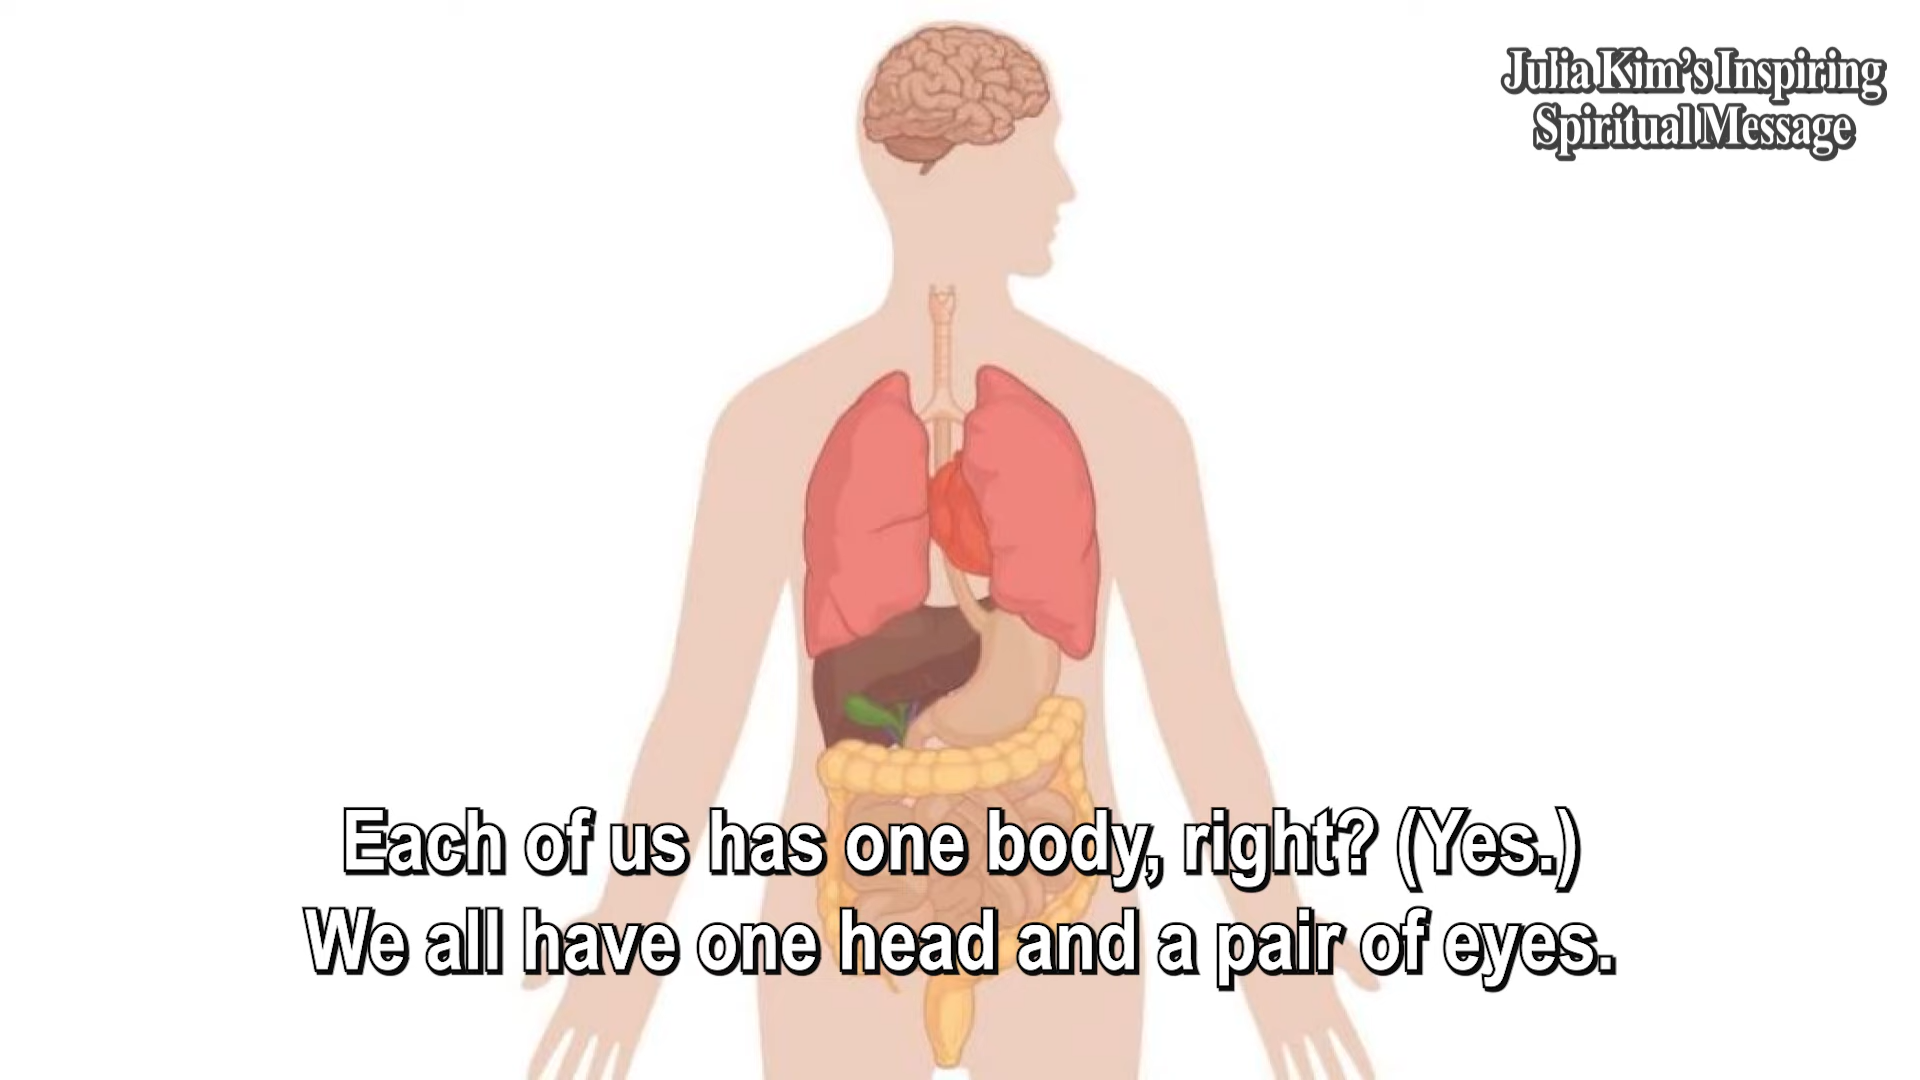 Julia Kim's Inspiring
Spiritual Message
Each of us has one body, right? (Yes.)
We all have one head and a pair of eyes.